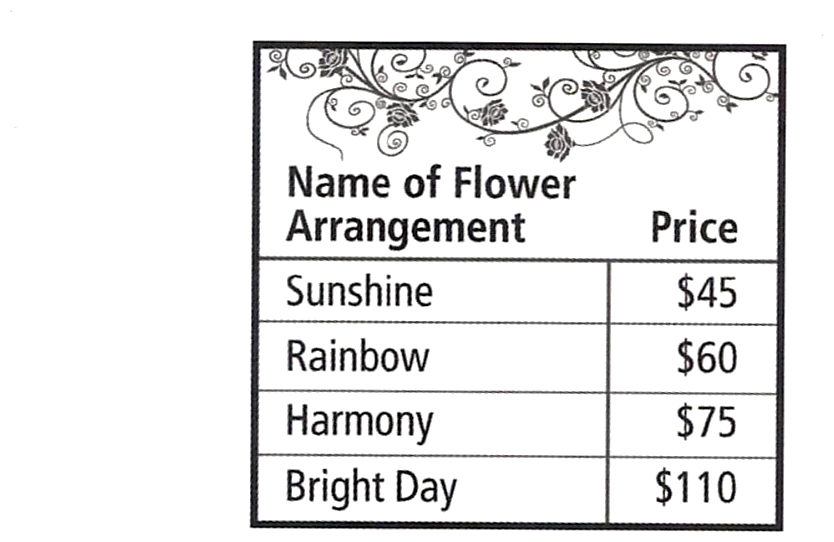 Name of Flower
Arrangement Price
Sunshine $45
Rainbow $60
Harmony $75
Bright Day $110